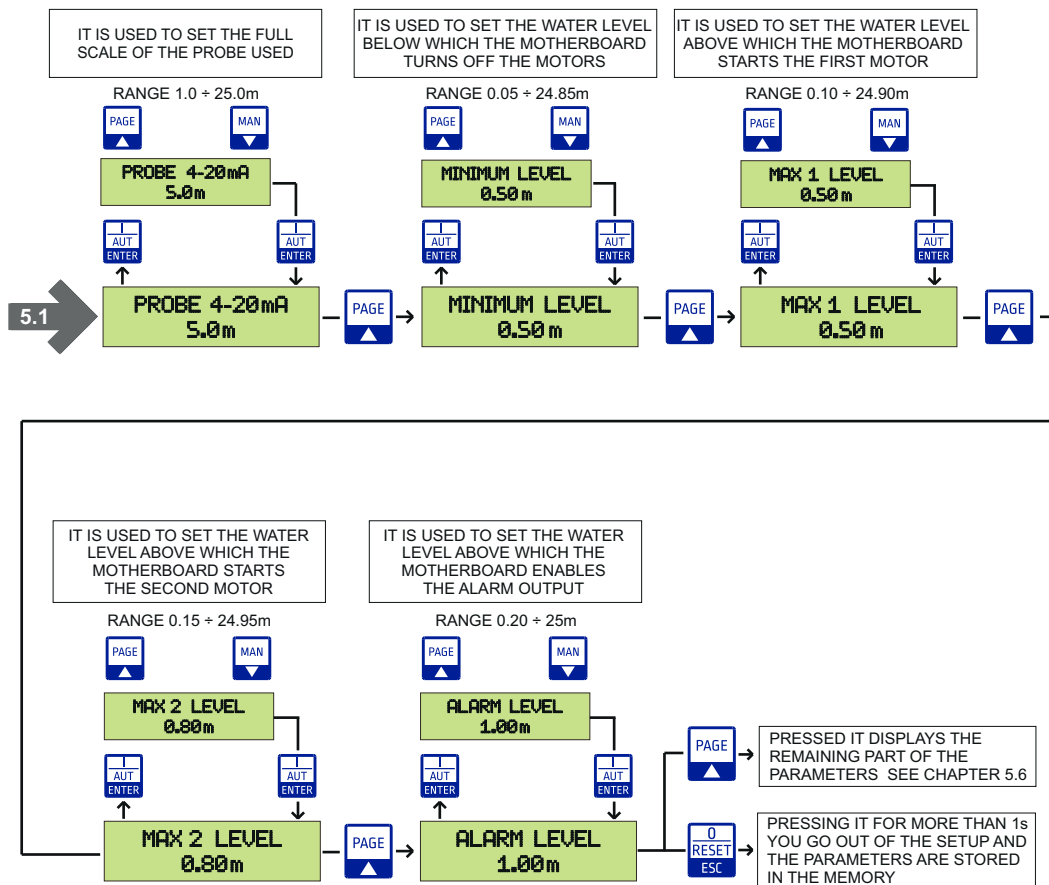 IT IS USED TO SET THE FULL
SCALE OF THE PROBE USED
RANGE 1.0 ÷ 25.0m
PAGE
MAN
PROBE 4-20mA
5.0m
AUT
ENTER
AUT
ENTER
5.1
PROBE 4-20mA
5.0m
PAGE
IT IS USED TO SET THE WATER LEVEL
BELOW WHICH THE MOTHERBOARD
TURNS OFF THE MOTORS
RANGE 0.05 ÷ 24.85m
PAGE
MAN
MINIMUM LEVEL
0.50 m
AUT
ENTER
AUT
ENTER
MINIMUM LEVEL
0.50 m
PAGE
IT IS USED TO SET THE WATER LEVEL
ABOVE WHICH THE MOTHERBOARD
STARTS THE FIRST MOTOR
RANGE 0.10 ÷ 24.90m
PAGE
MAN
MAX 1 LEVEL
0.50 m
AUT
ENTER
AUT
ENTER
MAX 1 LEVEL
0.50 m
PAGE
IT IS USED TO SET THE WATER
LEVEL ABOVE WHICH THE
MOTHERBOARD STARTS
THE SECOND MOTOR
RANGE 0.15 ÷ 24.95m
PAGE
MAN
MAX 2 LEVEL
0.80m
AUT
ENTER
AUT
ENTER
MAX 2 LEVEL
0.80m
PAGE
IT IS USED TO SET THE WATER
LEVEL ABOVE WHICH THE
MOTHERBOARD ENABLES
THE ALARM OUTPUT
RANGE 0.20 ÷ 25m
PAGE
MAN
ALARM LEVEL
1.00m
AUT
ENTER
AUT
ENTER
ALARM LEVEL
1.00m
PAGE
PRESSED IT DISPLAYS THE
REMAINING PART OF THE
PARAMETERS SEE CHAPTER 5.6
0
RESET
ESC
PRESSING IT FOR MORE THAN 1s
YOU GO OUT OF THE SETUP AND
THE PARAMETERS ARE STORED
IN THE MEMORY